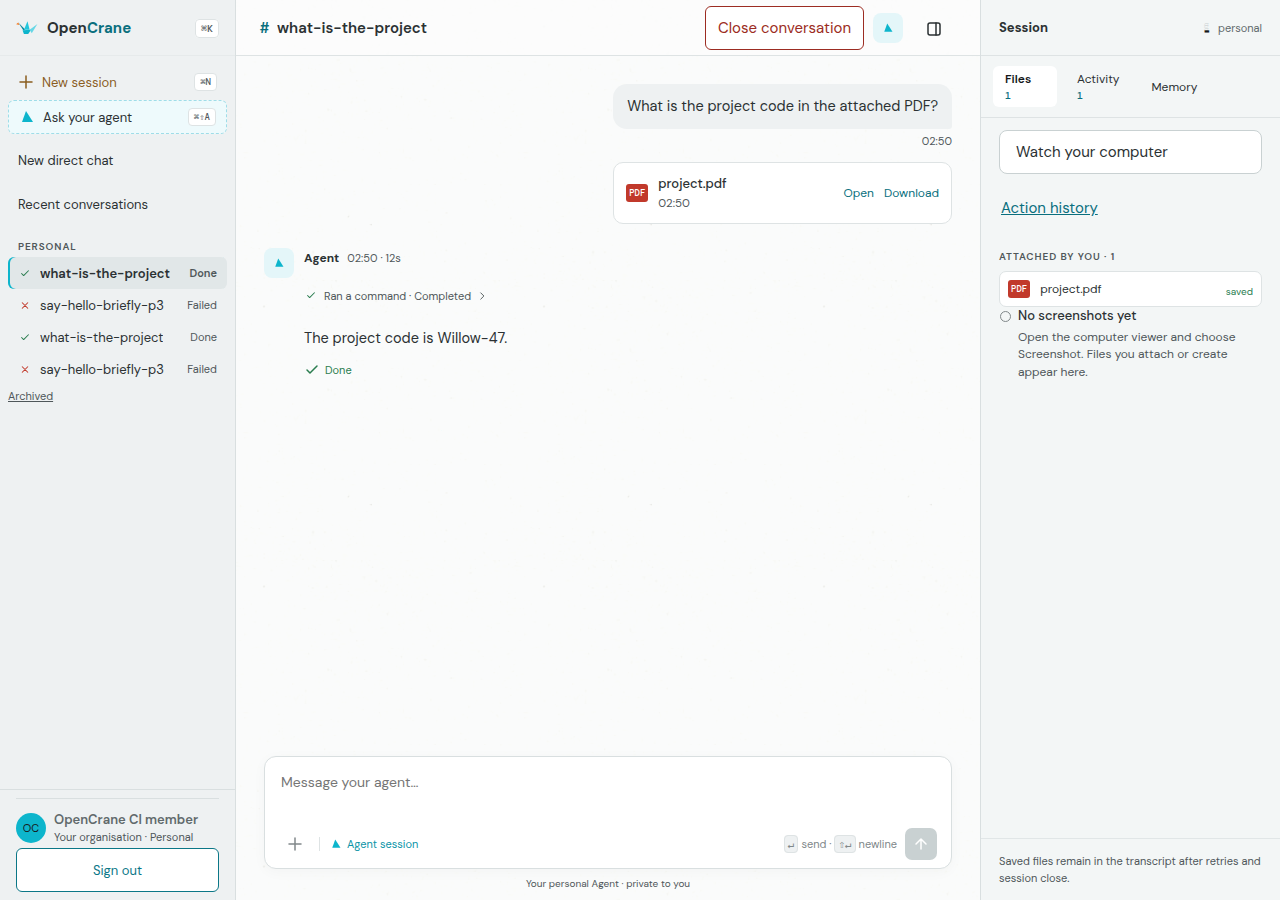 OpenCrane
⌘K
New session
⌘N
Ask your agent
⌘⇧A
New direct chat
Recent conversations
PERSONAL
what-is-the-project
Done
say-hello-briefly-p3
Failed
what-is-the-project
Done
say-hello-briefly-p3
Failed
Archived
OC
OpenCrane CI member
Your organisation · Personal
Sign out
# what-is-the-project
Close conversation
What is the project code in the attached PDF?
02:50
PDF
project.pdf
02:50
Open
Download
Agent
02:50 · 12s
Ran a command · Completed
The project code is Willow-47.
Done
Message your agent…
Agent session
↵ send · ⇧↵ newline
Your personal Agent · private to you
Session
personal
Files
1
Activity
1
Memory
Watch your computer
Action history
ATTACHED BY YOU · 1
PDF
project.pdf
saved
No screenshots yet
Open the computer viewer and choose
Screenshot. Files you attach or create
appear here.
Saved files remain in the transcript after retries and
session close.